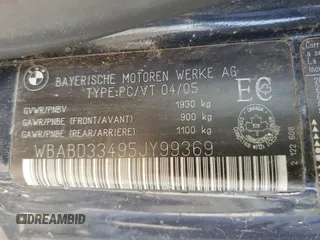 BMW
BAYERISCHE MOTOREN WERKE AG
TYPE:PC/VT 04/05
GVWR/PNBV 1930 kg
GAWR/PNBE (FRONT/AVANT) 900 kg
GAWR/PNBE (REAR/ARRIERE) 1100 kg
WBABD33495JY99369
DREAMBID